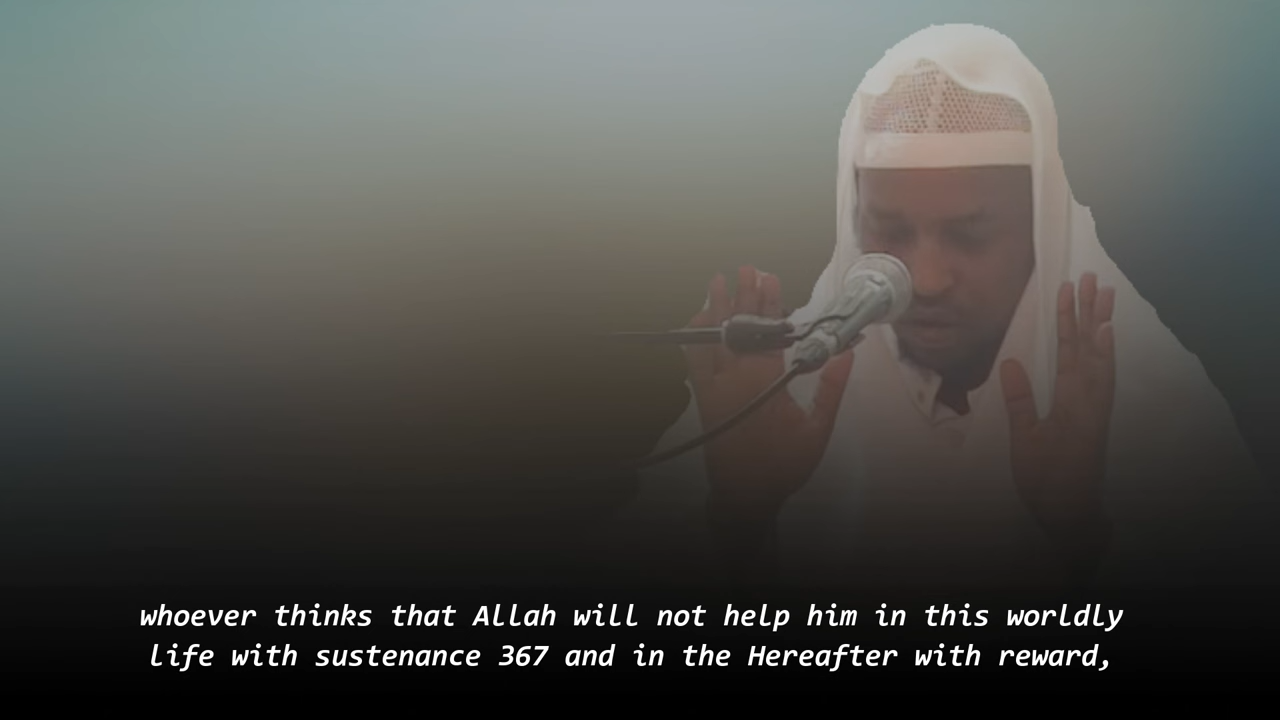 whoever thinks that Allah will not help him in this worldly
life with sustenance 367 and in the Hereafter with reward,